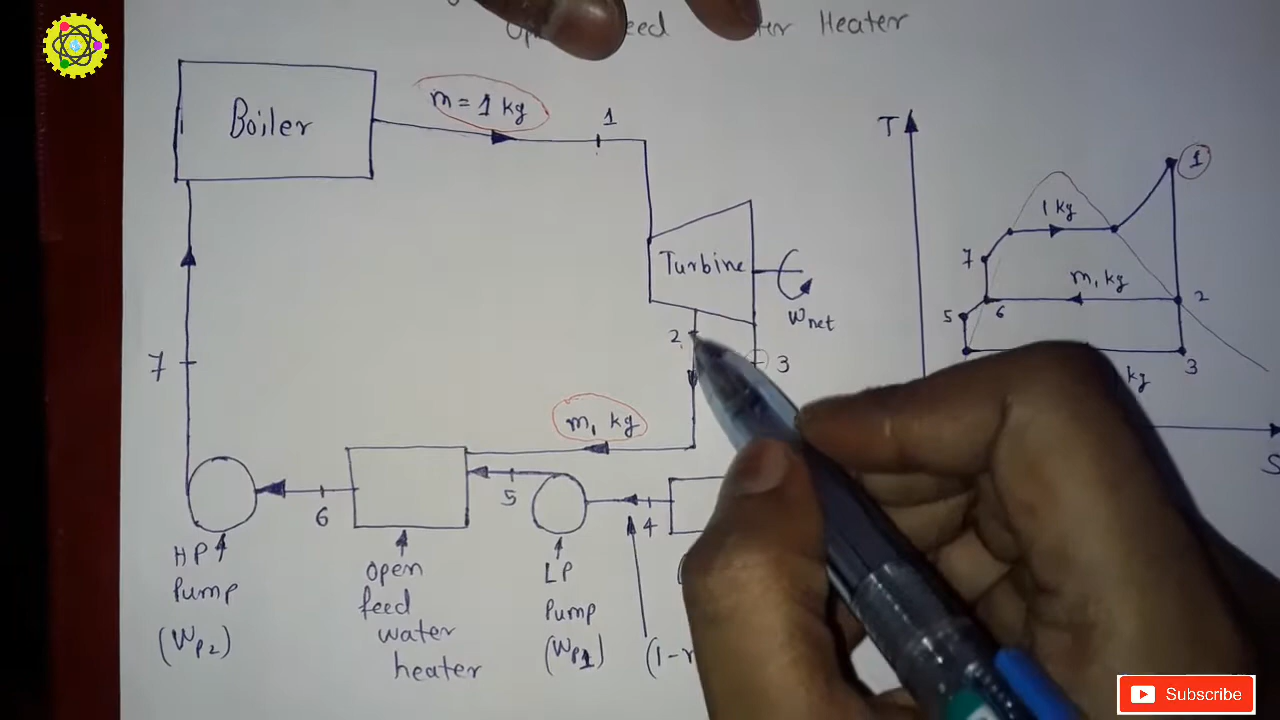 Heater
Boiler
m = 1 kg
1
Turbine
Wnet
2
3
m₁ kg
7
6
5
4
HP
Pump
(Wp₂)
open
feed
water
heater
LP
Pump
(Wp1)
T
1
1 kg
7
m₁ kg
2
6
5
3
kg
S
Subscribe